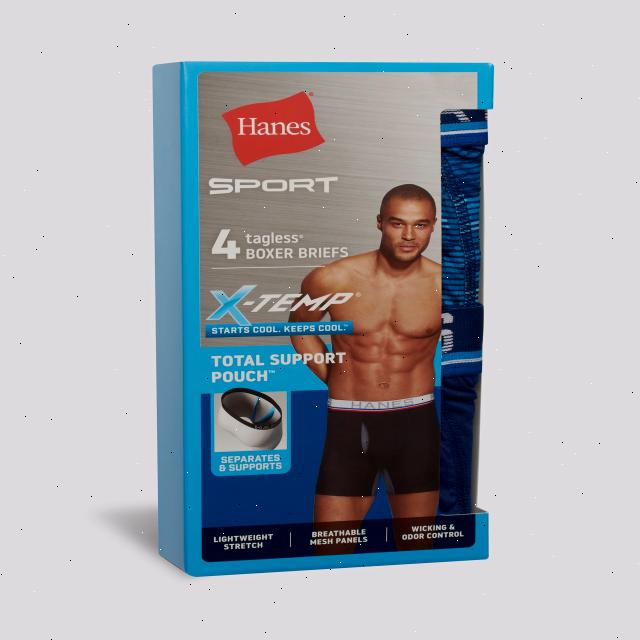 Hanes®
SPORT
4 tagless®
BOXER BRIEFS
X-TEMP®
STARTS COOL. KEEPS COOL.™
TOTAL SUPPORT
POUCH™
SEPARATES
& SUPPORTS
HANES
LIGHTWEIGHT
STRETCH
BREATHABLE
MESH PANELS
WICKING &
ODOR CONTROL